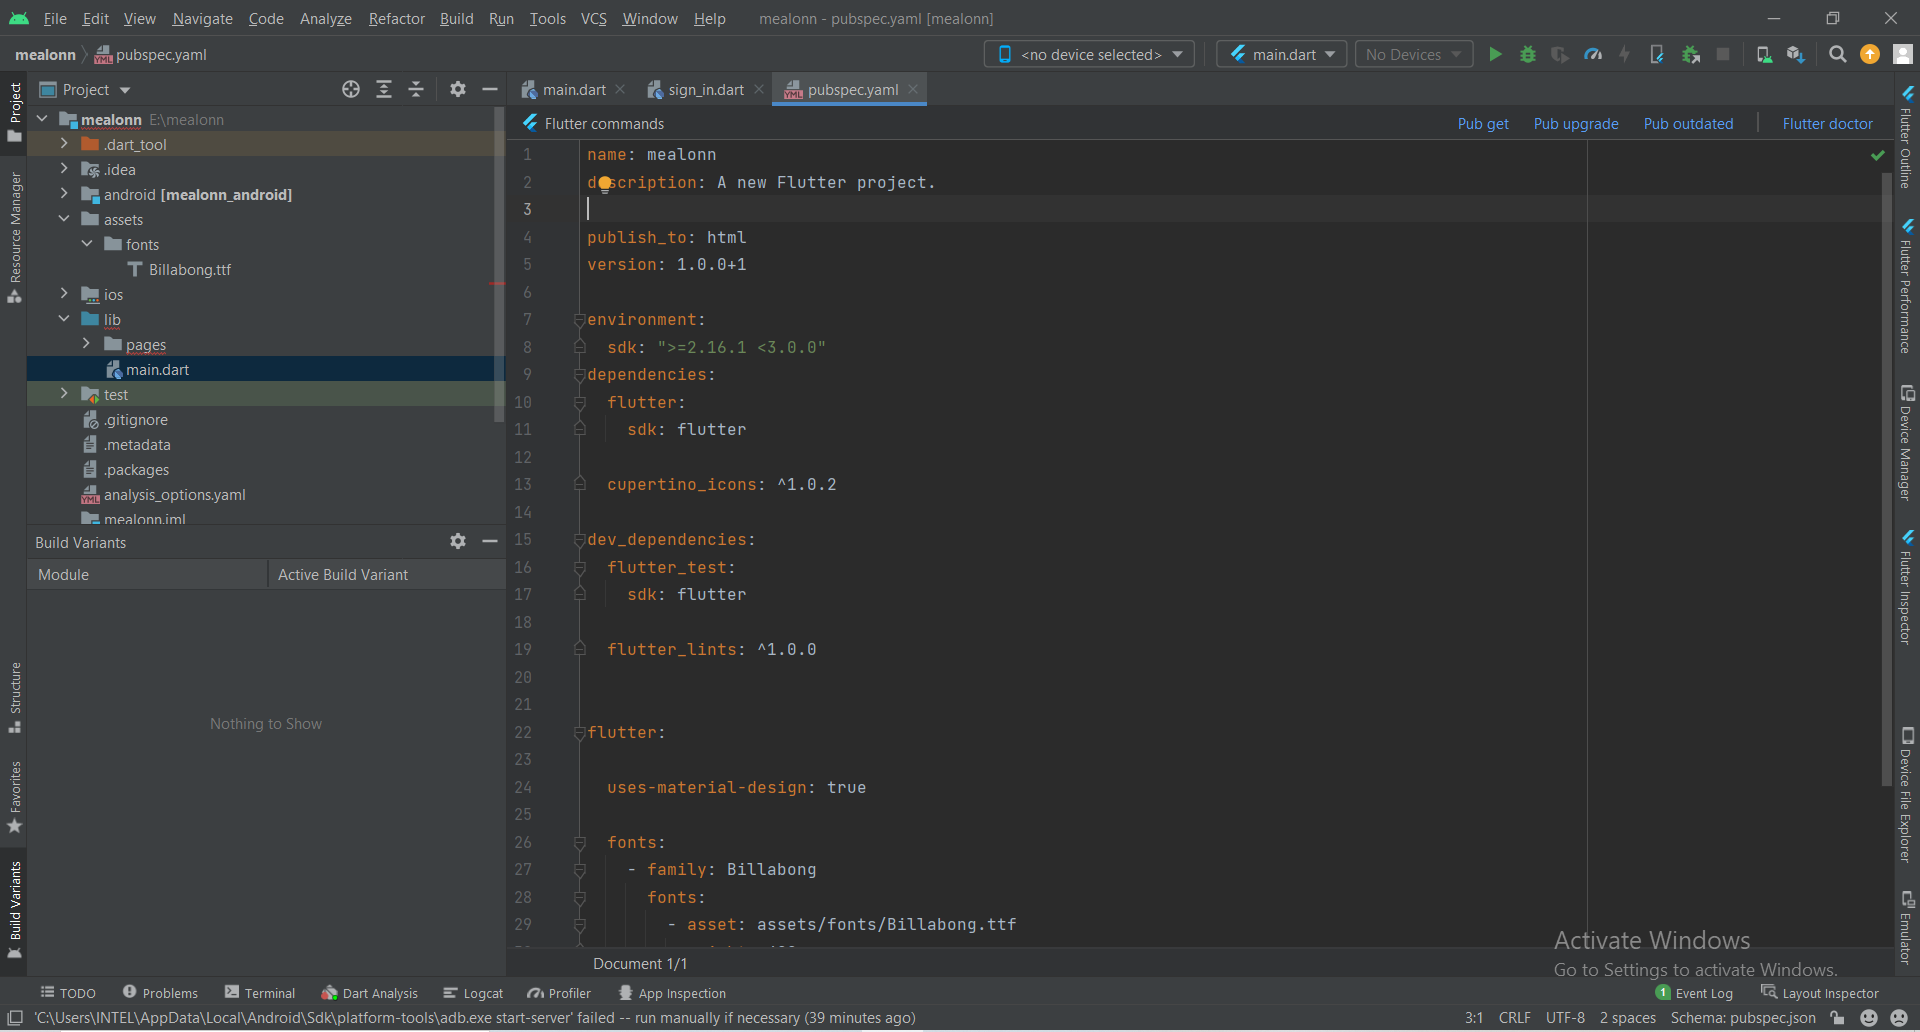 File Edit View Navigate Code Analyze Refactor Build Run Tools VCS Window Help mealonn - pubspec.yaml [mealonn]
mealonn pubspec.yaml <no device selected> main.dart No Devices
Project main.dart sign_in.dart pubspec.yaml
Flutter commands Pub get Pub upgrade Pub outdated Flutter doctor
Project
Resource Manager
Structure
Favorites
Build Variants
mealonn E:\mealonn
.dart_tool
.idea
android [mealonn_android]
assets
fonts
Billabong.ttf
ios
lib
pages
main.dart
test
.gitignore
.metadata
.packages
analysis_options.yaml
mealonn.iml
Build Variants
Module Active Build Variant
Nothing to Show
1 name: mealonn
2 description: A new Flutter project.
3
4 publish_to: html
5 version: 1.0.0+1
6
7 environment:
8 sdk: ">=2.16.1 <3.0.0"
9 dependencies:
10 flutter:
11 sdk: flutter
12
13 cupertino_icons: ^1.0.2
14
15 dev_dependencies:
16 flutter_test:
17 sdk: flutter
18
19 flutter_lints: ^1.0.0
20
21
22 flutter:
23
24 uses-material-design: true
25
26 fonts:
27 - family: Billabong
28 fonts:
29 - asset: assets/fonts/Billabong.ttf
Document 1/1
Flutter Outline
Flutter Performance
Device Manager
Flutter Inspector
Device File Explorer
Emulator
Activate Windows
Go to Settings to activate Windows.
TODO Problems Terminal Dart Analysis Logcat Profiler App Inspection 1 Event Log Layout Inspector
'C:\Users\INTEL\AppData\Local\Android\Sdk\platform-tools\adb.exe start-server' failed -- run manually if necessary (39 minutes ago) 3:1 CRLF UTF-8 2 spaces Schema: pubspec.json